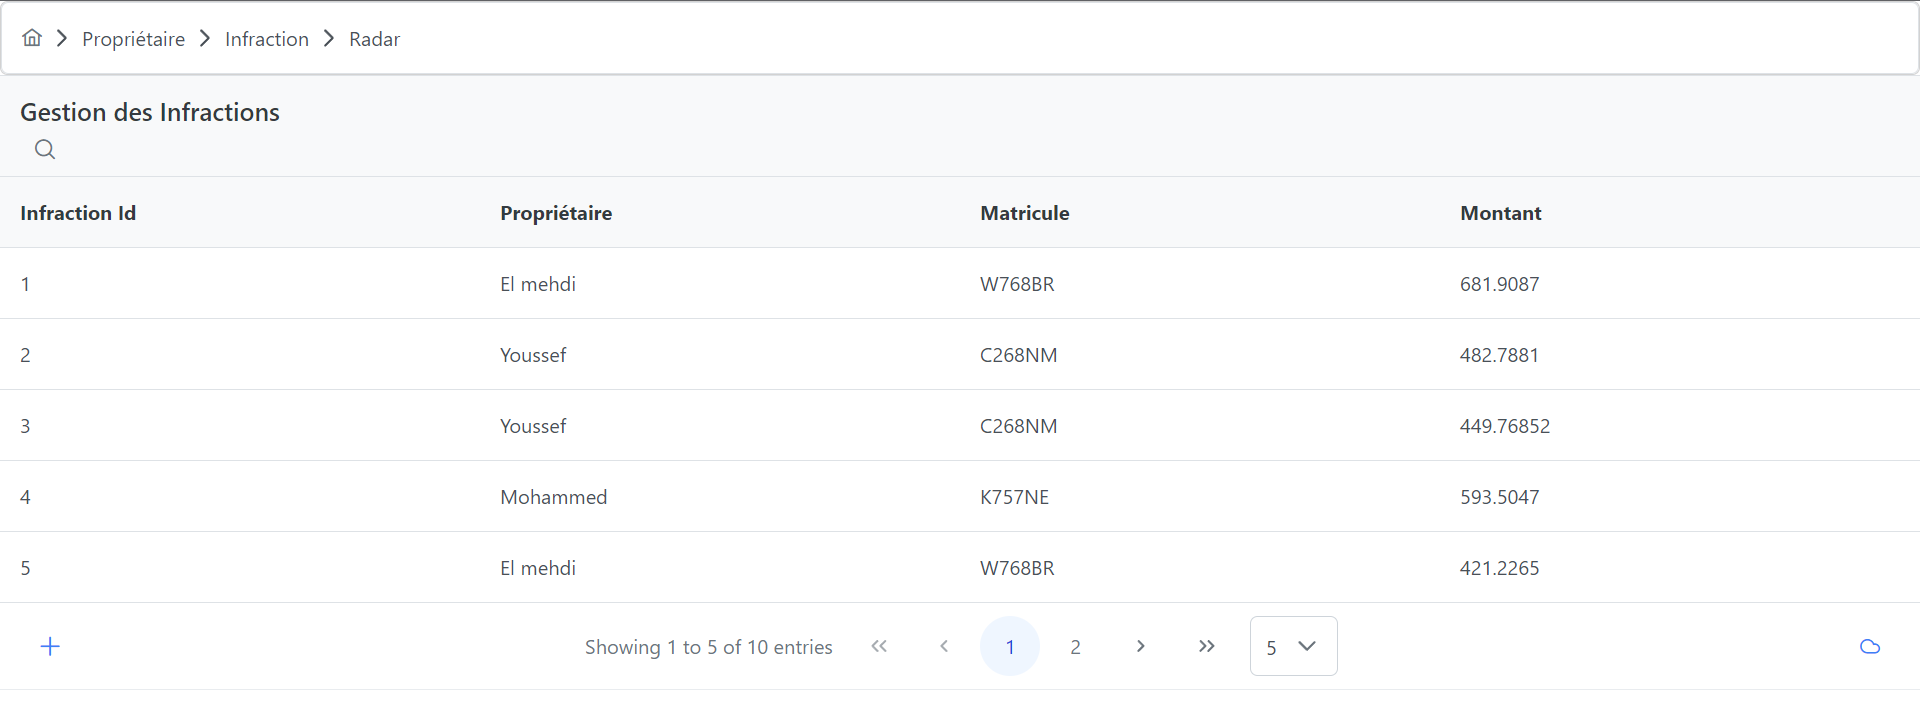 Propriétaire Infraction Radar
Gestion des Infractions
Infraction Id Propriétaire Matricule Montant
1 El mehdi W768BR 681.9087
2 Youssef C268NM 482.7881
3 Youssef C268NM 449.76852
4 Mohammed K757NE 593.5047
5 El mehdi W768BR 421.2265
Showing 1 to 5 of 10 entries 1 2 5